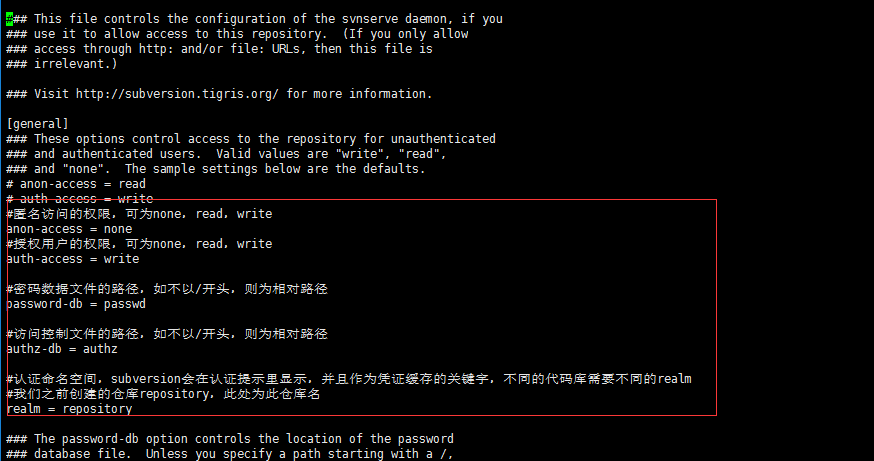 ### This file controls the configuration of the svnserve daemon, if you
### use it to allow access to this repository.  (If you only allow
### access through http: and/or file: URLs, then this file is
### irrelevant.)
### Visit http://subversion.tigris.org/ for more information.
[general]
### These options control access to the repository for unauthenticated
### and authenticated users.  Valid values are "write", "read",
### and "none".  The sample settings below are the defaults.
# anon-access = read
# auth-access = write
#匿名访问的权限，可为none，read，write
anon-access = none
#授权用户的权限，可为none，read，write
auth-access = write
#密码数据文件的路径，如不以/开头，则为相对路径
password-db = passwd
#访问控制文件的路径，如不以/开头，则为相对路径
authz-db = authz
#认证命名空间，subversion会在认证提示里显示，并且作为凭证缓存的关键字，不同的代码库需要不同的realm
#我们之前创建的仓库repository，此处为此仓库名
realm = repository
### The password-db option controls the location of the password
### database file.  Unless you specify a path starting with a /,